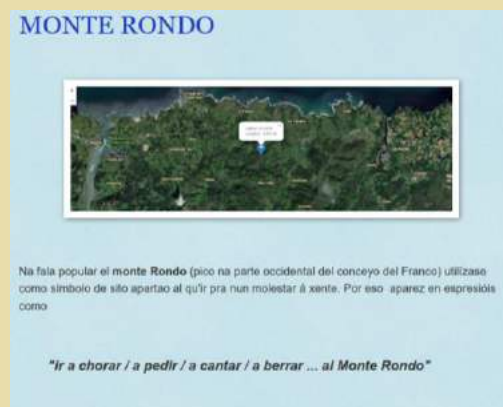 MONTE RONDO
Na fala popular el monte Rondo (pico na parte occidental del conceyo del Franco) utilízase
como símbolo de sito apartao al qu'ir pra nun molestar á xente. Por eso aparez en espresióis
como
"ir a chorar / a pedir / a cantar / a berrar ... al Monte Rondo"